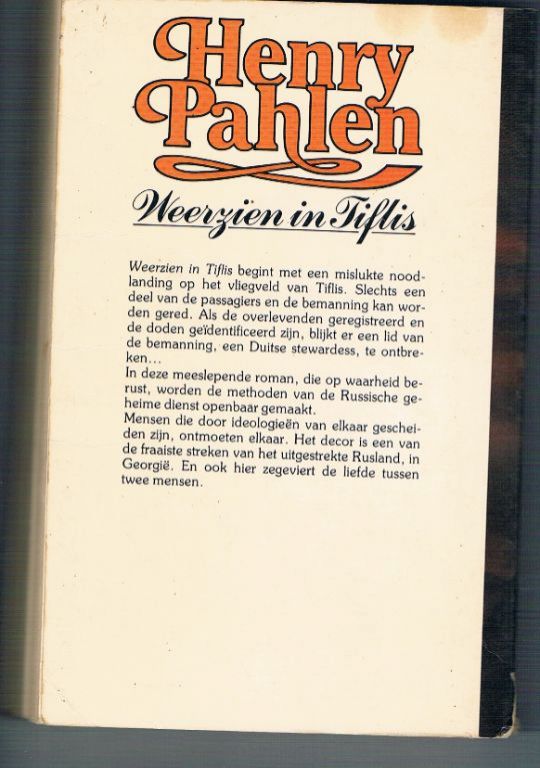 Henry
Pahlen
Weerziën in Tiflis
Weerzien in Tiflis begint met een mislukte nood-
landing op het vliegveld van Tiflis. Slechts een
deel van de passagiers en de bemanning kan wor-
den gered. Als de overlevenden geregistreerd en
de doden geïdentificeerd zijn, blijkt er een lid van
de bemanning, een Duitse stewardess, te ontbre-
ken...
In deze meeslepende roman, die op waarheid be-
rust, worden de methoden van de Russische ge-
heime dienst openbaar gemaakt.
Mensen die door ideologieën van elkaar geschei-
den zijn, ontmoeten elkaar. Het decor is een van
de fraaiste streken van het uitgestrekte Rusland, in
Georgië. En ook hier zegeviert de liefde tussen
twee mensen.